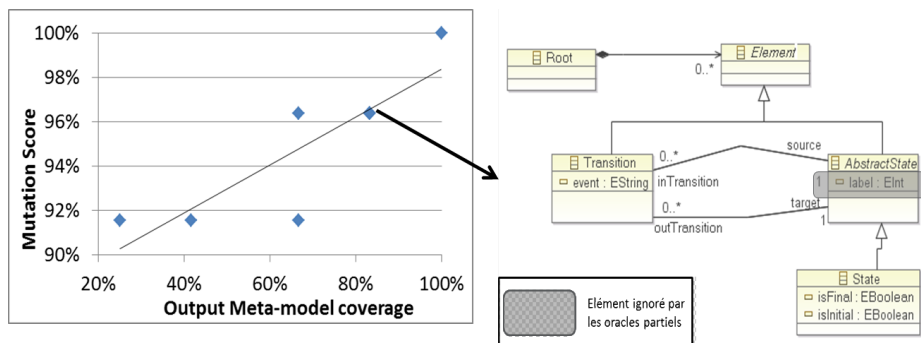 100%
98%
96%
94%
92%
90%
Mutation Score
20%
40%
60%
80%
100%
Output Meta-model coverage
Root
Element
0..*
Transition
event : EString
0..*
inTransition
source
AbstractState
1
label : EInt
target
0..*
outTransition
1
State
isFinal : EBoolean
isInitial : EBoolean
Elément ignoré par
les oracles partiels